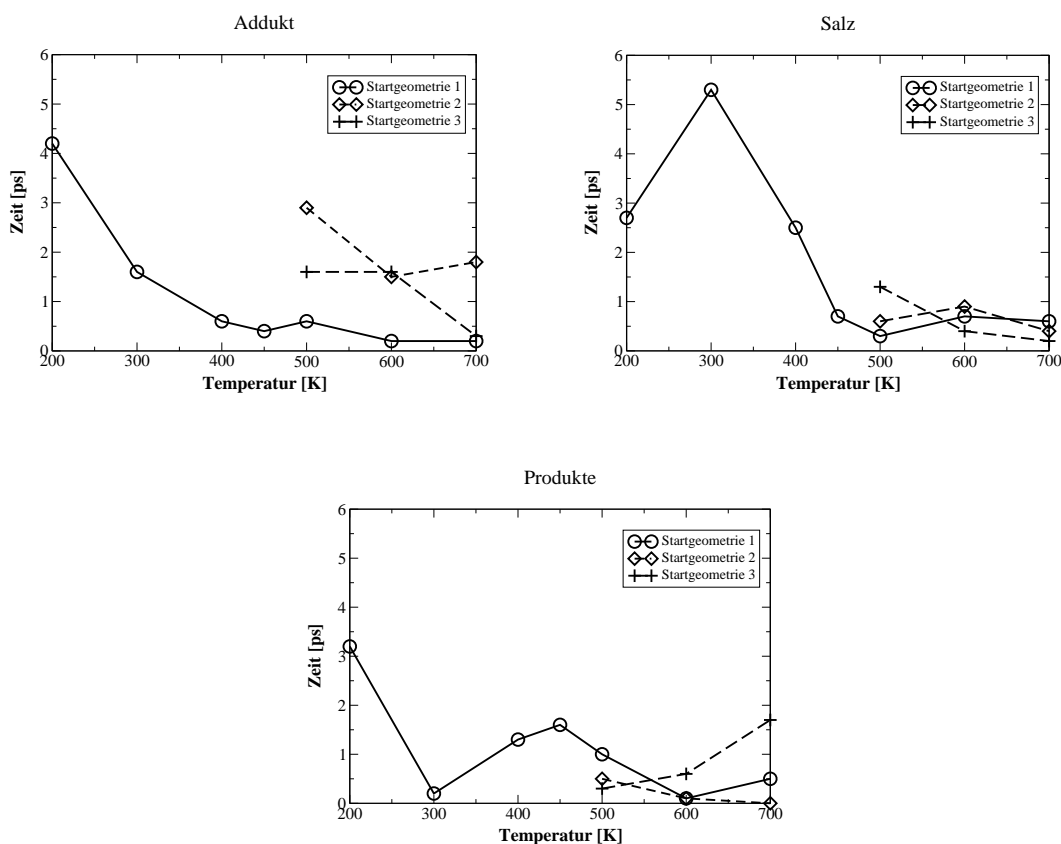 Addukt
6
5
4
3
2
1
0
Zeit [ps]
Startgeometrie 1
Startgeometrie 2
Startgeometrie 3
200 300 400 500 600 700
Temperatur [K]
Salz
6
5
4
3
2
1
0
Zeit [ps]
Startgeometrie 1
Startgeometrie 2
Startgeometrie 3
200 300 400 500 600 700
Temperatur [K]
Produkte
6
5
4
3
2
1
0
Zeit [ps]
Startgeometrie 1
Startgeometrie 2
Startgeometrie 3
200 300 400 500 600 700
Temperatur [K]